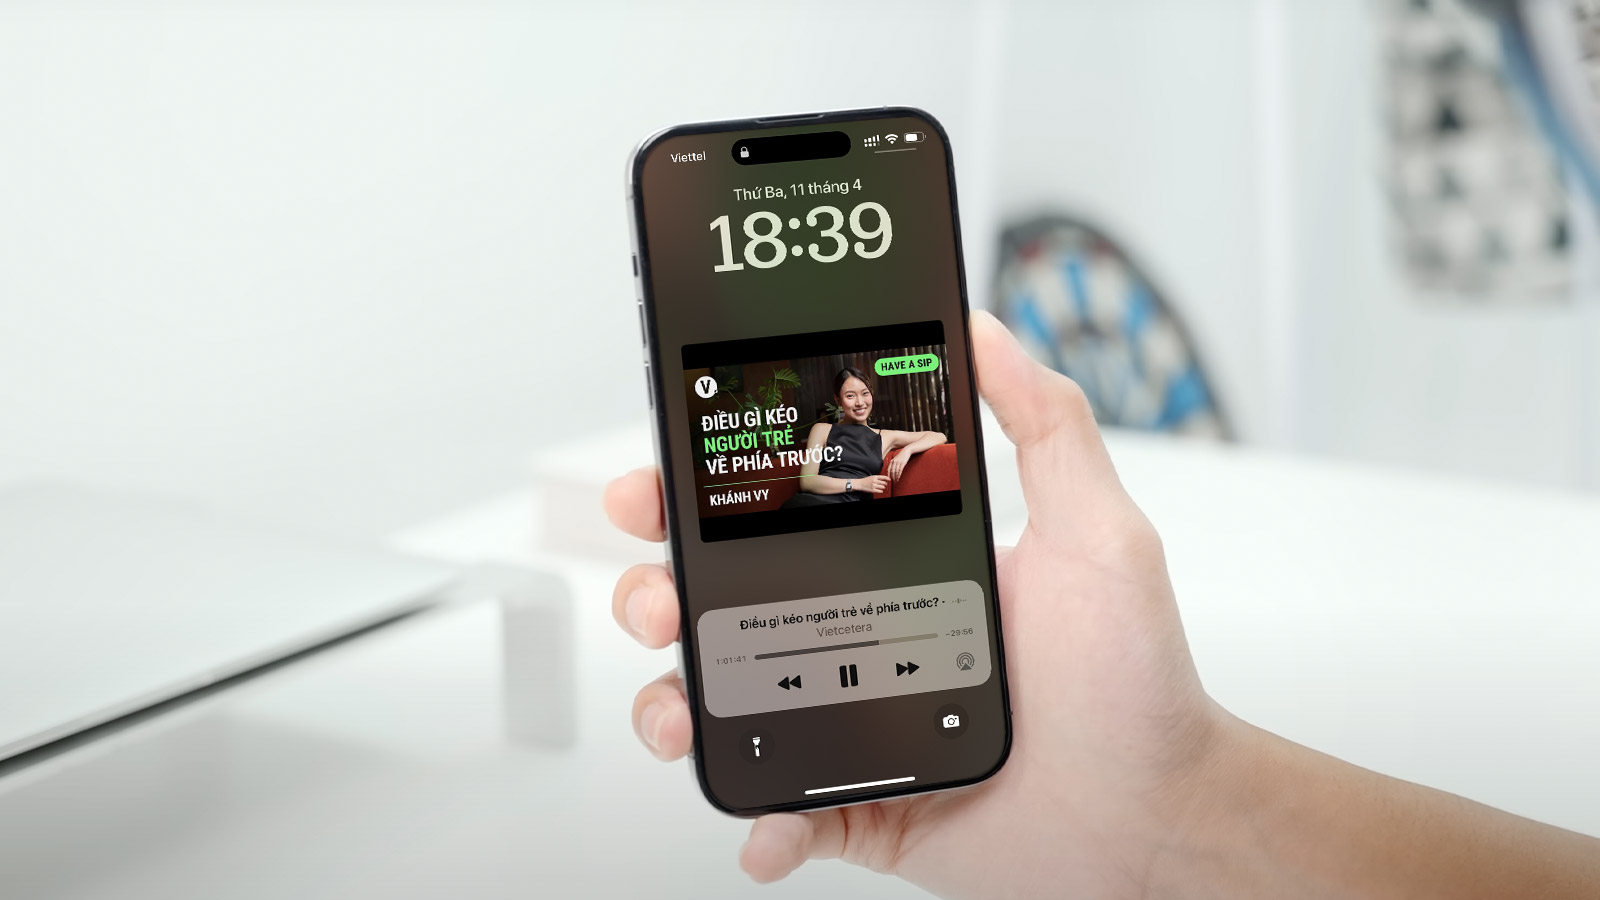 Viettel
Thứ Ba, 11 tháng 4
18:39
HAVE A SIP
V.
ĐIỀU GÌ KÉO
NGƯỜI TRẺ
VỀ PHÍA TRƯỚC?
KHÁNH VY
Điều gì kéo người trẻ về phía trước? -
Vietcetera
1:01:41
-29:56